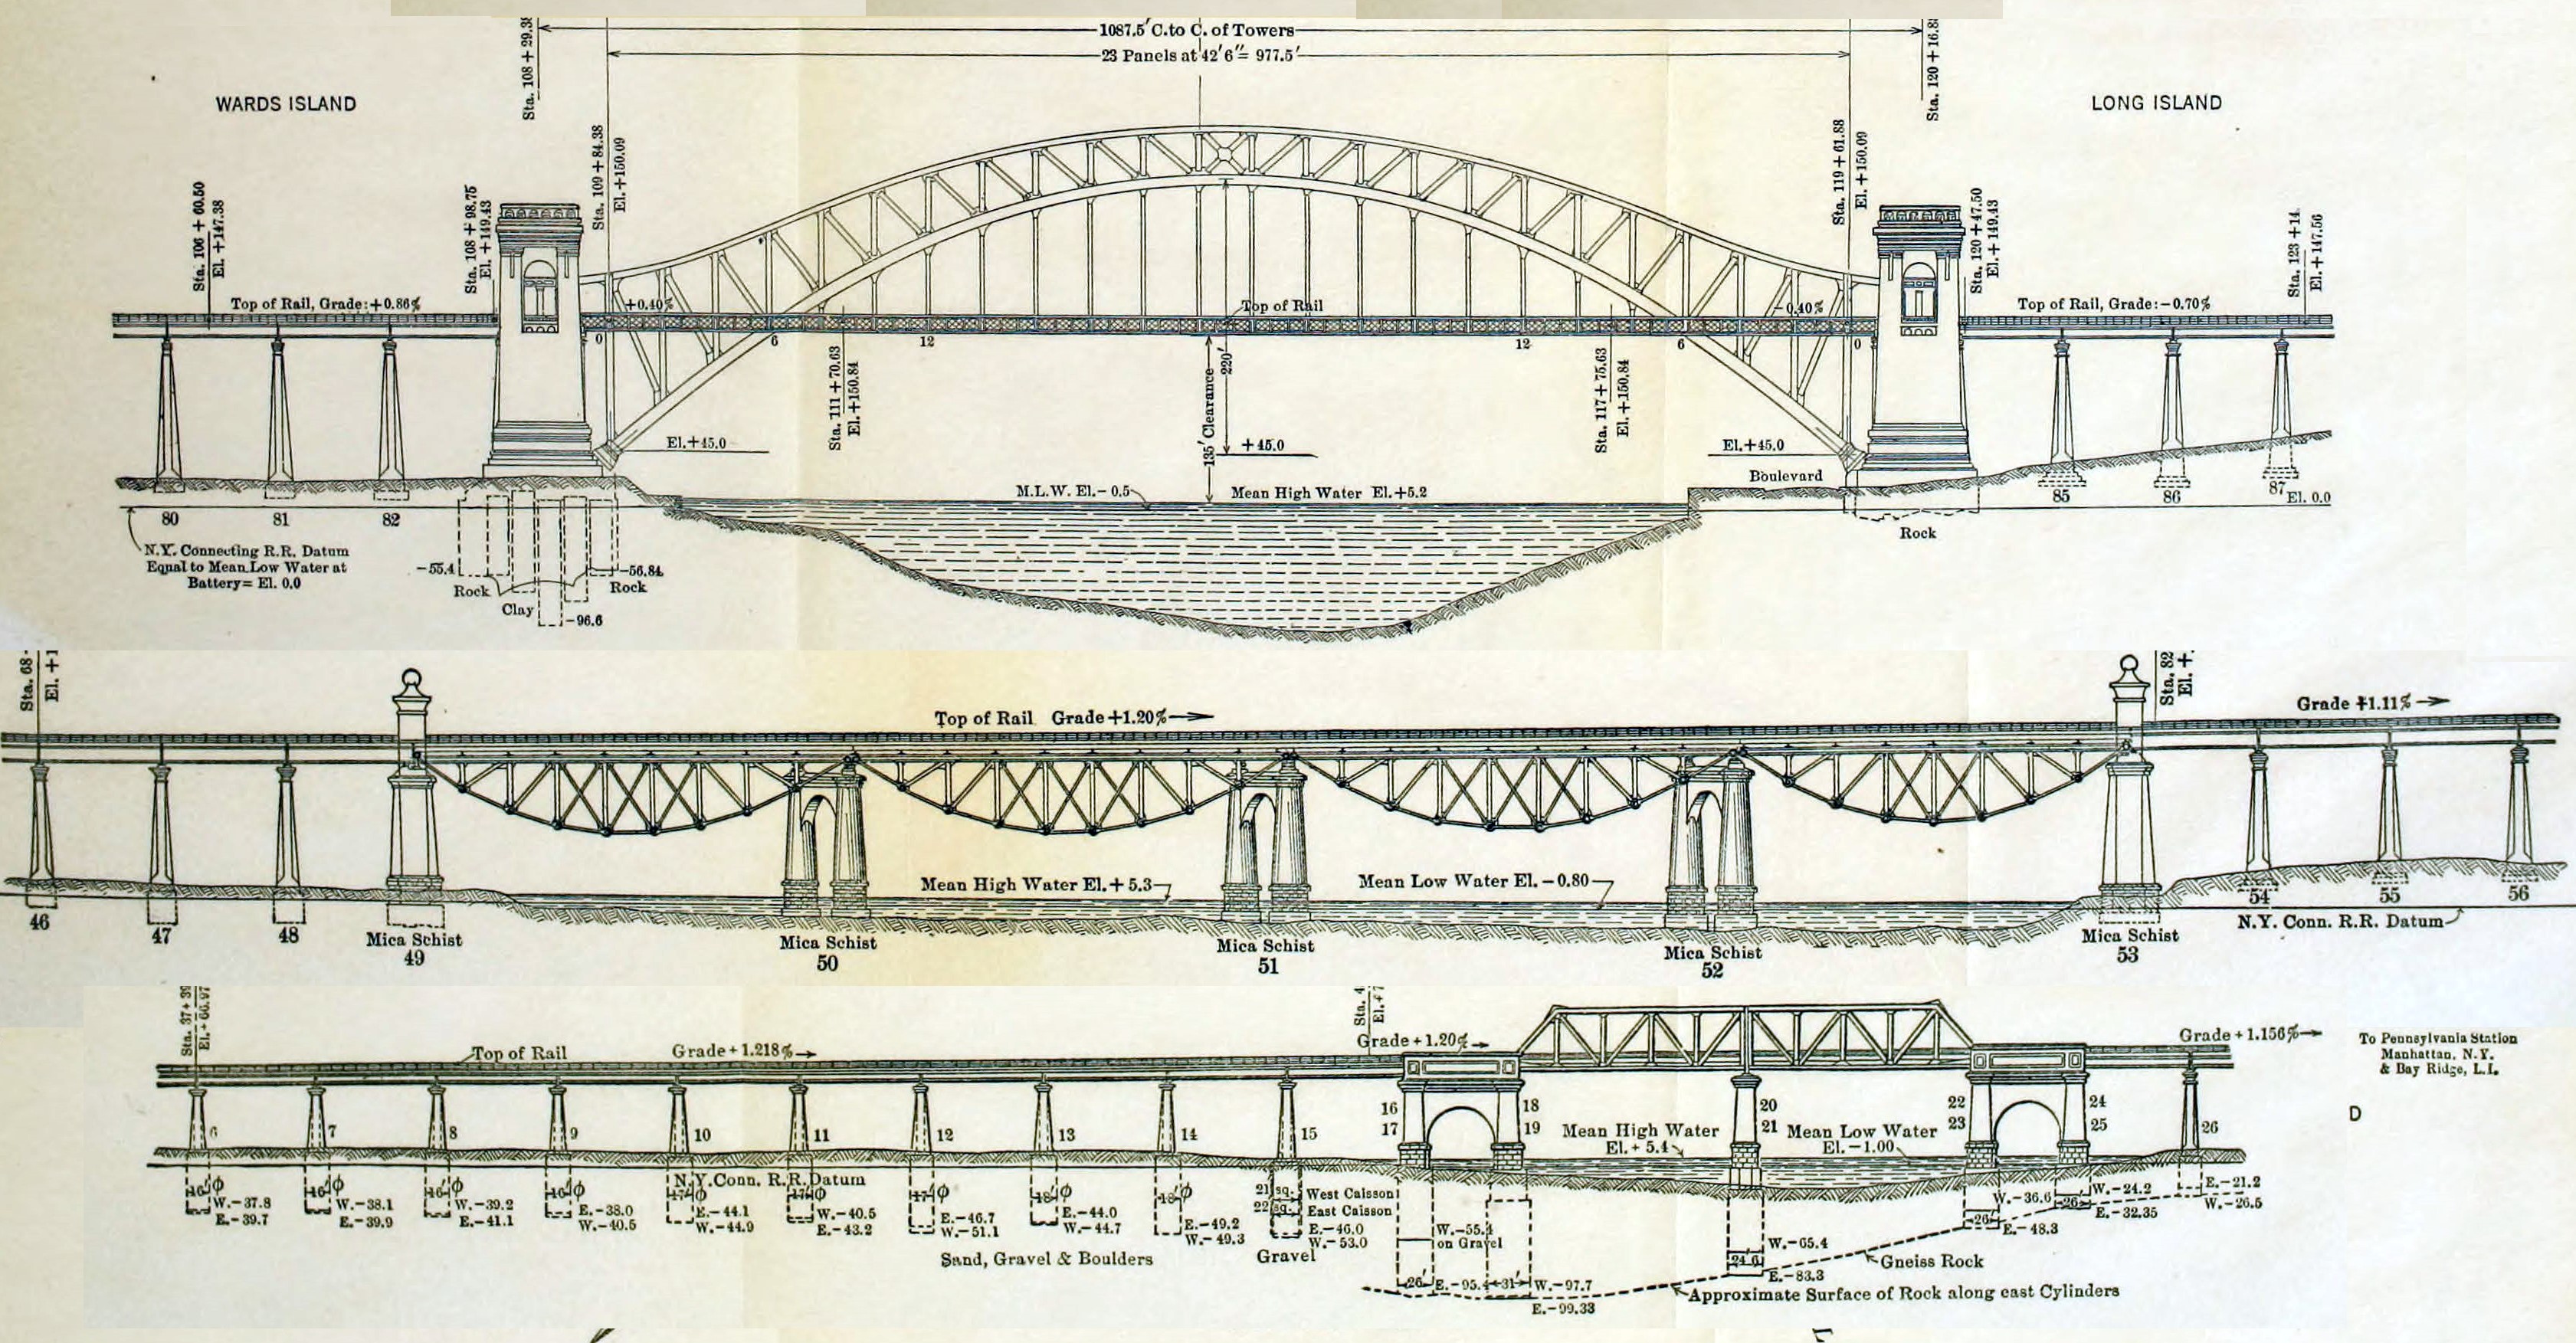 1087.5' C. to C. of Towers
23 Panels at 42' 6" = 977.5'
WARDS ISLAND
LONG ISLAND
Sta. 108 + 29.38
Sta. 120 + 16.8
Sta. 109 + 84.38
El. +150.09
Sta. 119 + 61.88
El. +150.09
Sta. 106 + 60.50
El. +147.38
Sta. 108 + 98.75
El. +149.43
Sta. 120 + 47.50
El. +149.43
Sta. 123 + 14
El. +147.56
Top of Rail, Grade: +0.86%
+0.40%
Top of Rail
-0.40%
Top of Rail, Grade: -0.70%
0
6
12
12
6
0
Sta. 111 + 70.63
El. +150.84
135' Clearance
220'
Sta. 117 + 75.63
El. +150.84
El. +45.0
+45.0
El. +45.0
Boulevard
M.L.W. El. - 0.5
Mean High Water El. +5.2
80
81
82
85
86
87
El. 0.0
Rock
N.Y. Connecting R.R. Datum
Equal to Mean Low Water at
Battery = El. 0.0
-55.4
-56.84
Rock
Rock
Clay
-96.6
Sta. 68
El. +1
Sta. 82
El. +
Top of Rail Grade +1.20%
Grade +1.11%
Mean High Water El. + 5.3
Mean Low Water El. -0.80
46
47
48
Mica Schist
49
Mica Schist
50
Mica Schist
51
Mica Schist
52
Mica Schist
53
54
55
56
N.Y. Conn. R.R. Datum
Sta. 37 + 39
El. + 66.97
Sta. 4
El. + 7
Top of Rail
Grade + 1.218%
Grade + 1.20%
Grade + 1.156%
To Pennsylvania Station
Manhattan, N.Y.
& Bay Ridge, L.I.
D
6
7
8
9
10
11
12
13
14
15
16
17
18
19
20
21
22
23
24
25
26
Mean High Water
El. + 5.4
Mean Low Water
El. -1.00
N.Y. Conn. R.R. Datum
16' Φ
W. -37.8
E. -39.7
16' Φ
W. -38.1
E. -39.9
16' Φ
W. -39.2
E. -41.1
16' Φ
E. -38.0
W. -40.5
17' Φ
E. -44.1
W. -44.9
17' Φ
W. -40.5
E. -43.2
17' Φ
E. -46.7
W. -51.1
18' Φ
E. -44.0
W. -44.7
18' Φ
E. -49.2
W. -49.3
21' sq. West Caisson
22' sq. East Caisson
E. -46.0
W. -53.0
Sand, Gravel & Boulders
Gravel
W. -55.4
on Gravel
26'
E. -95.4
31'
W. -97.7
E. -99.33
24' 6"
W. -65.4
E. -83.3
W. -36.6
26'
E. -48.3
W. -24.2
26'
E. -32.35
E. -21.2
W. -26.5
Gneiss Rock
Approximate Surface of Rock along east Cylinders